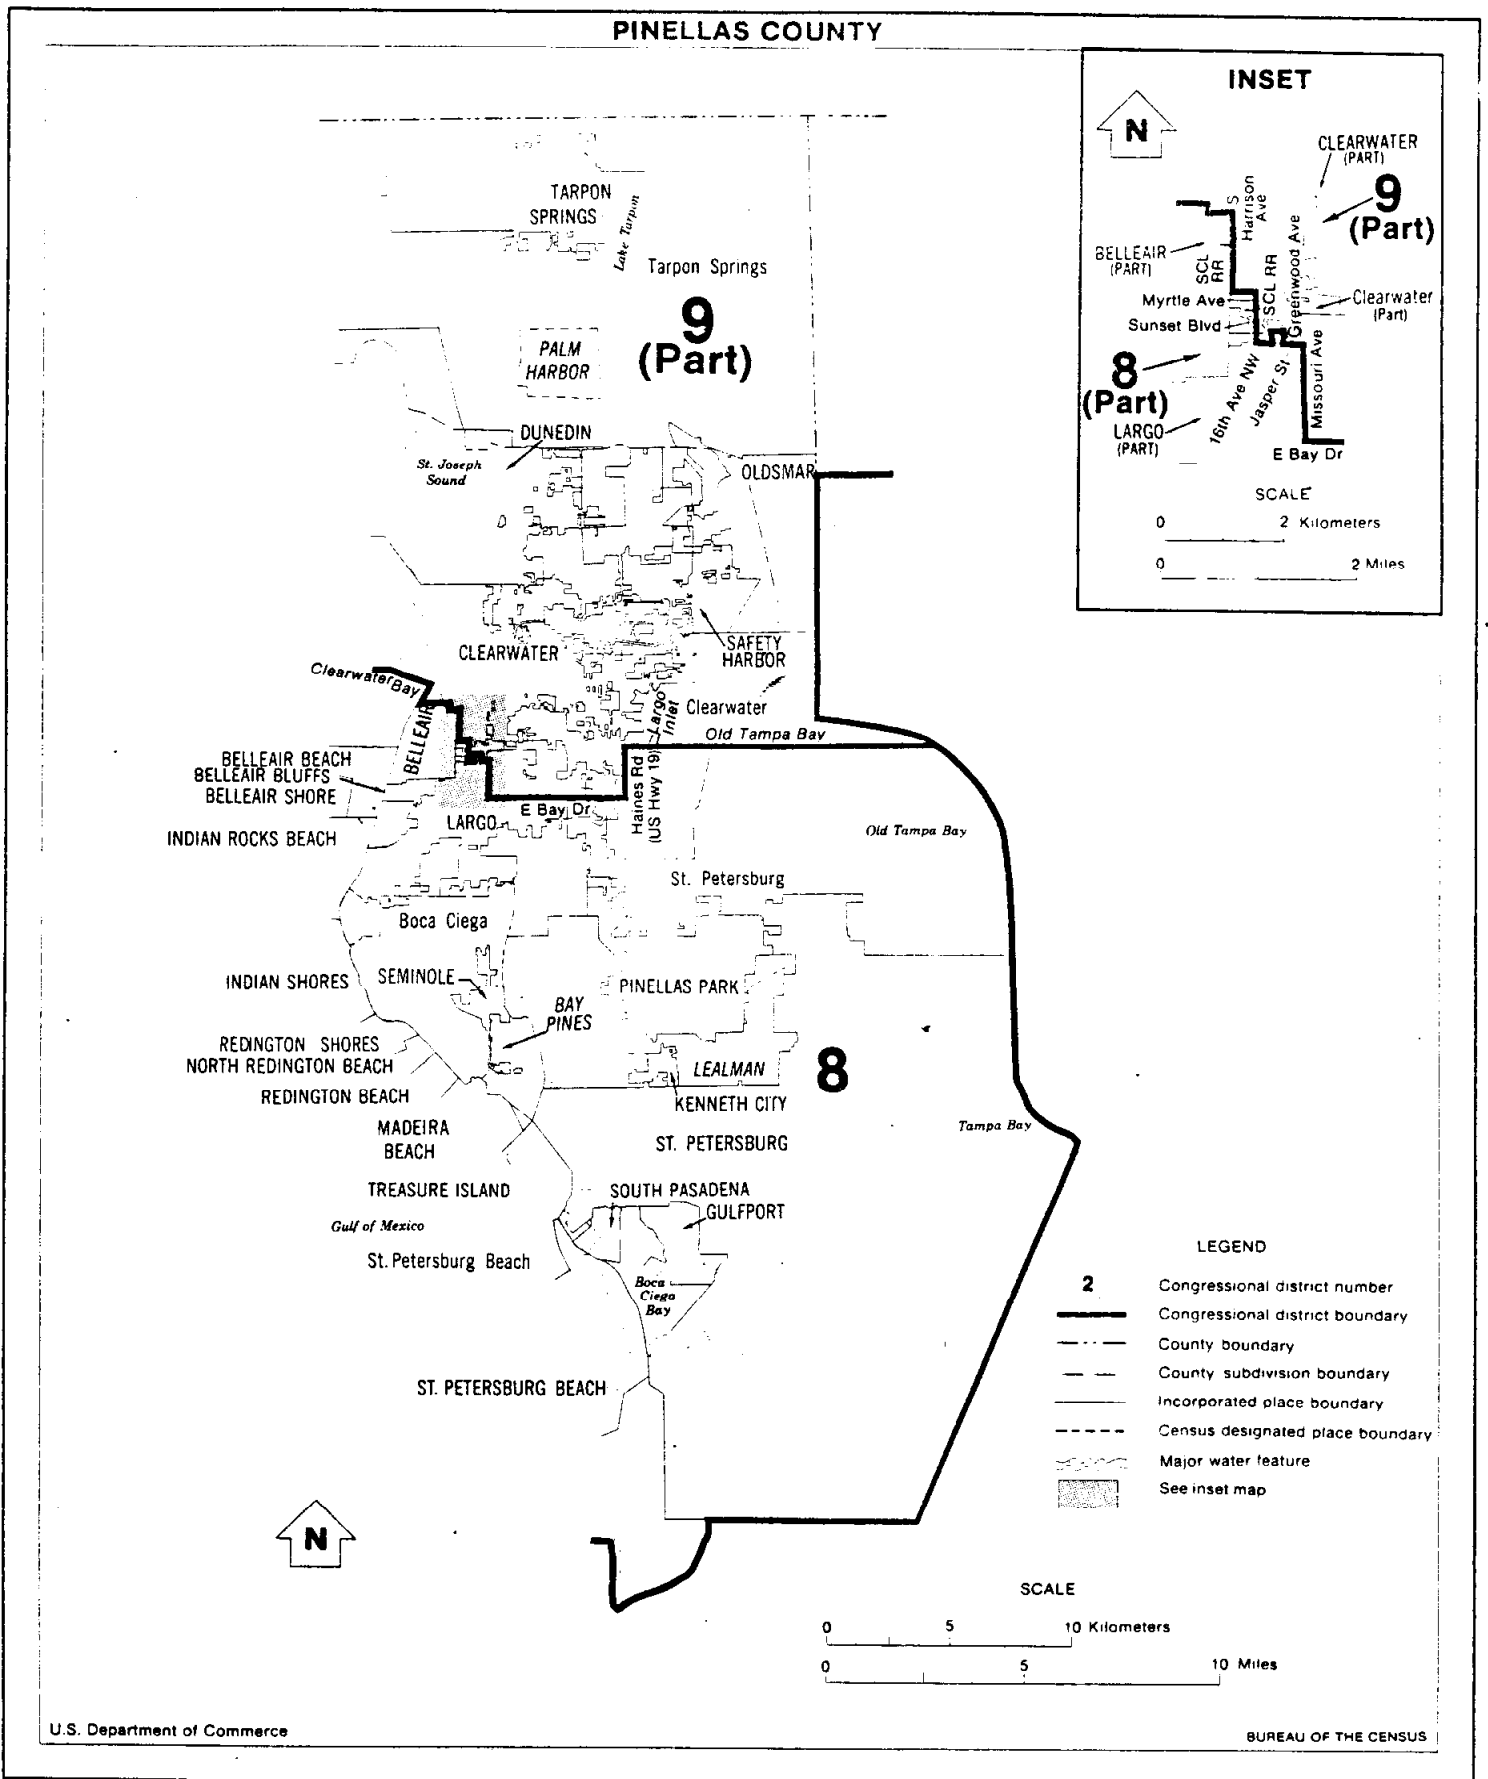 PINELLAS COUNTY
INSET
N
CLEARWATER
(PART)
9
(Part)
S
Harrison
Ave
BELLEAIR
(PART)
SCL
RR
SCL RR
Greenwood Ave
Myrtle Ave
Clearwater
(Part)
Sunset Blvd
8
(Part)
16th Ave NW
Jasper St
Missouri Ave
LARGO
(PART)
E Bay Dr
SCALE
0 2 Kilometers
0 2 Miles
TARPON
SPRINGS
Lake Tarpon
Tarpon Springs
9
(Part)
PALM
HARBOR
DUNEDIN
St. Joseph
Sound
OLDSMAR
CLEARWATER
SAFETY
HARBOR
Clearwater Bay
Largo
Inlet
Clearwater
Old Tampa Bay
BELLEAIR
BELLEAIR BEACH
BELLEAIR BLUFFS
BELLEAIR SHORE
E Bay Dr
Haines Rd
(US Hwy 19)
LARGO
INDIAN ROCKS BEACH
Old Tampa Bay
St. Petersburg
Boca Ciega
INDIAN SHORES
SEMINOLE
BAY
PINES
PINELLAS PARK
REDINGTON SHORES
NORTH REDINGTON BEACH
LEALMAN
8
REDINGTON BEACH
KENNETH CITY
MADEIRA
BEACH
Tampa Bay
ST. PETERSBURG
TREASURE ISLAND
SOUTH PASADENA
GULFPORT
Gulf of Mexico
St. Petersburg Beach
Boca
Ciega
Bay
ST. PETERSBURG BEACH
LEGEND
2 Congressional district number
Congressional district boundary
County boundary
County subdivision boundary
Incorporated place boundary
Census designated place boundary
Major water feature
See inset map
N
SCALE
0 5 10 Kilometers
0 5 10 Miles
U.S. Department of Commerce
BUREAU OF THE CENSUS